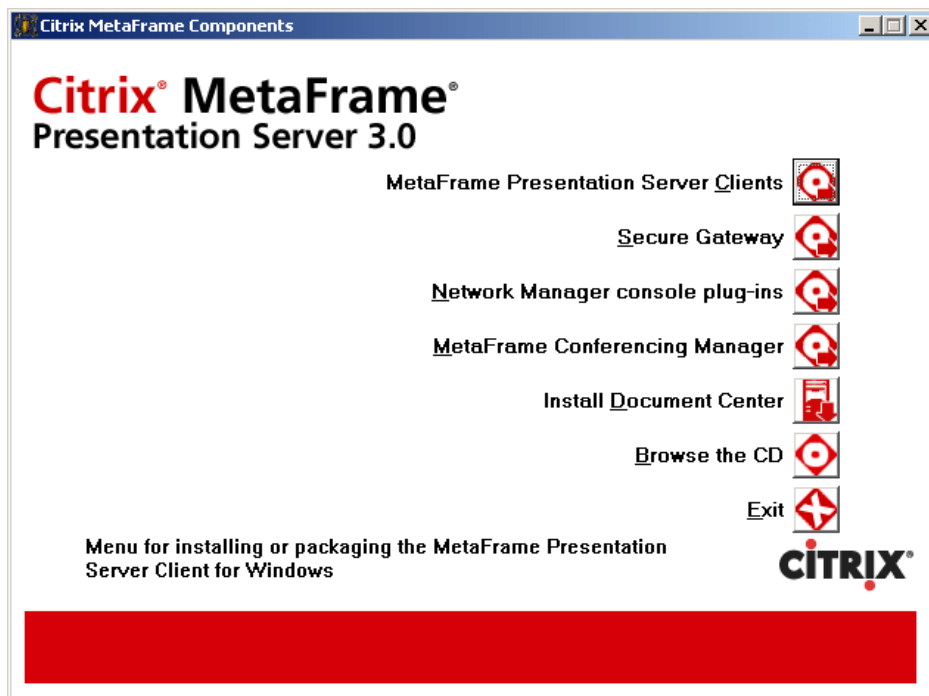 Citrix MetaFrame Components
Citrix® MetaFrame®
Presentation Server 3.0
MetaFrame Presentation Server Clients
Secure Gateway
Network Manager console plug-ins
MetaFrame Conferencing Manager
Install Document Center
Browse the CD
Exit
Menu for installing or packaging the MetaFrame Presentation
Server Client for Windows
CİTRIX®